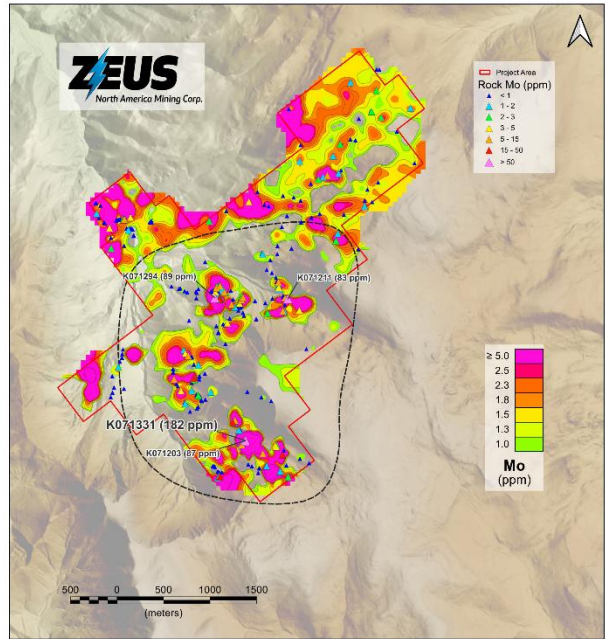 ZEUS
North America Mining Corp.
Project Area
Rock Mo (ppm)
< 1
1 - 2
2 - 3
3 - 5
5 - 15
15 - 50
> 50
K071294 (89 ppm)
K071211 (83 ppm)
K071331 (182 ppm)
K071203 (87 ppm)
≥ 5.0
2.5
2.3
1.8
1.5
1.3
1.0
Mo
(ppm)
500 0 500 1000 1500
(meters)